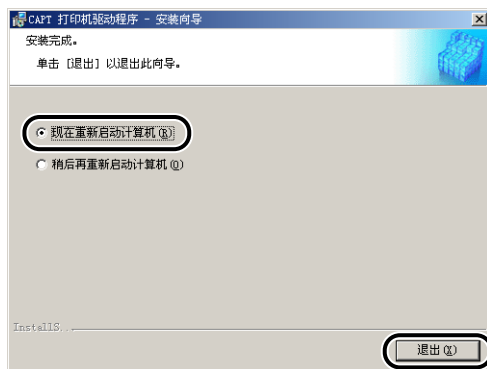 CAPT 打印机驱动程序 - 安装向导
安装完成。
单击 [退出] 以退出此向导。
现在重新启动计算机(R)
稍后再重新启动计算机(Q)
InstallS...
退出(X)